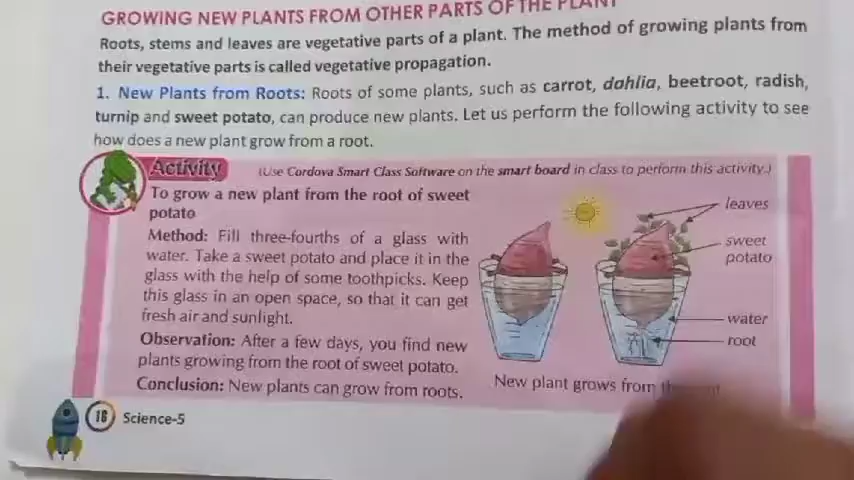 GROWING NEW PLANTS FROM OTHER PARTS OF THE PLANT
Roots, stems and leaves are vegetative parts of a plant. The method of growing plants from
their vegetative parts is called vegetative propagation.
1. New Plants from Roots: Roots of some plants, such as carrot, dahlia, beetroot, radish,
turnip and sweet potato, can produce new plants. Let us perform the following activity to see
how does a new plant grow from a root.
Activity
(Use Cordova Smart Class Software on the smart board in class to perform this activity.)
To grow a new plant from the root of sweet
potato
Method: Fill three-fourths of a glass with
water. Take a sweet potato and place it in the
glass with the help of some toothpicks. Keep
this glass in an open space, so that it can get
fresh air and sunlight.
Observation: After a few days, you find new
plants growing from the root of sweet potato.
Conclusion: New plants can grow from roots.
leaves
sweet
potato
water
root
New plant grows from
18 Science-5